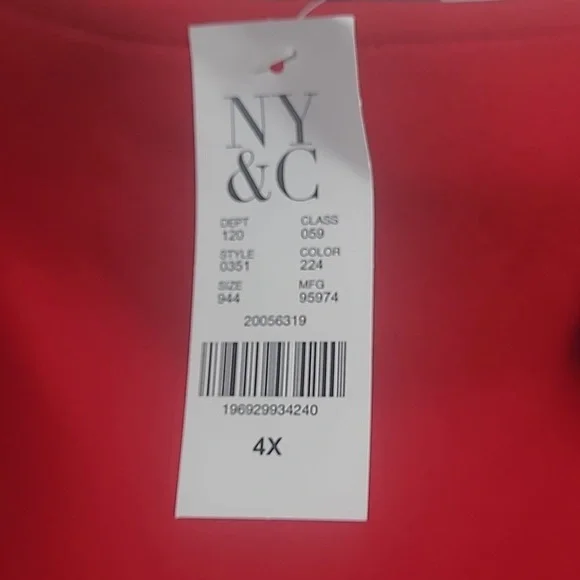 NY
&C
DEPT CLASS
120 059
STYLE COLOR
0351 224
SIZE MFG
944 95974
20056319
196929934240
4X